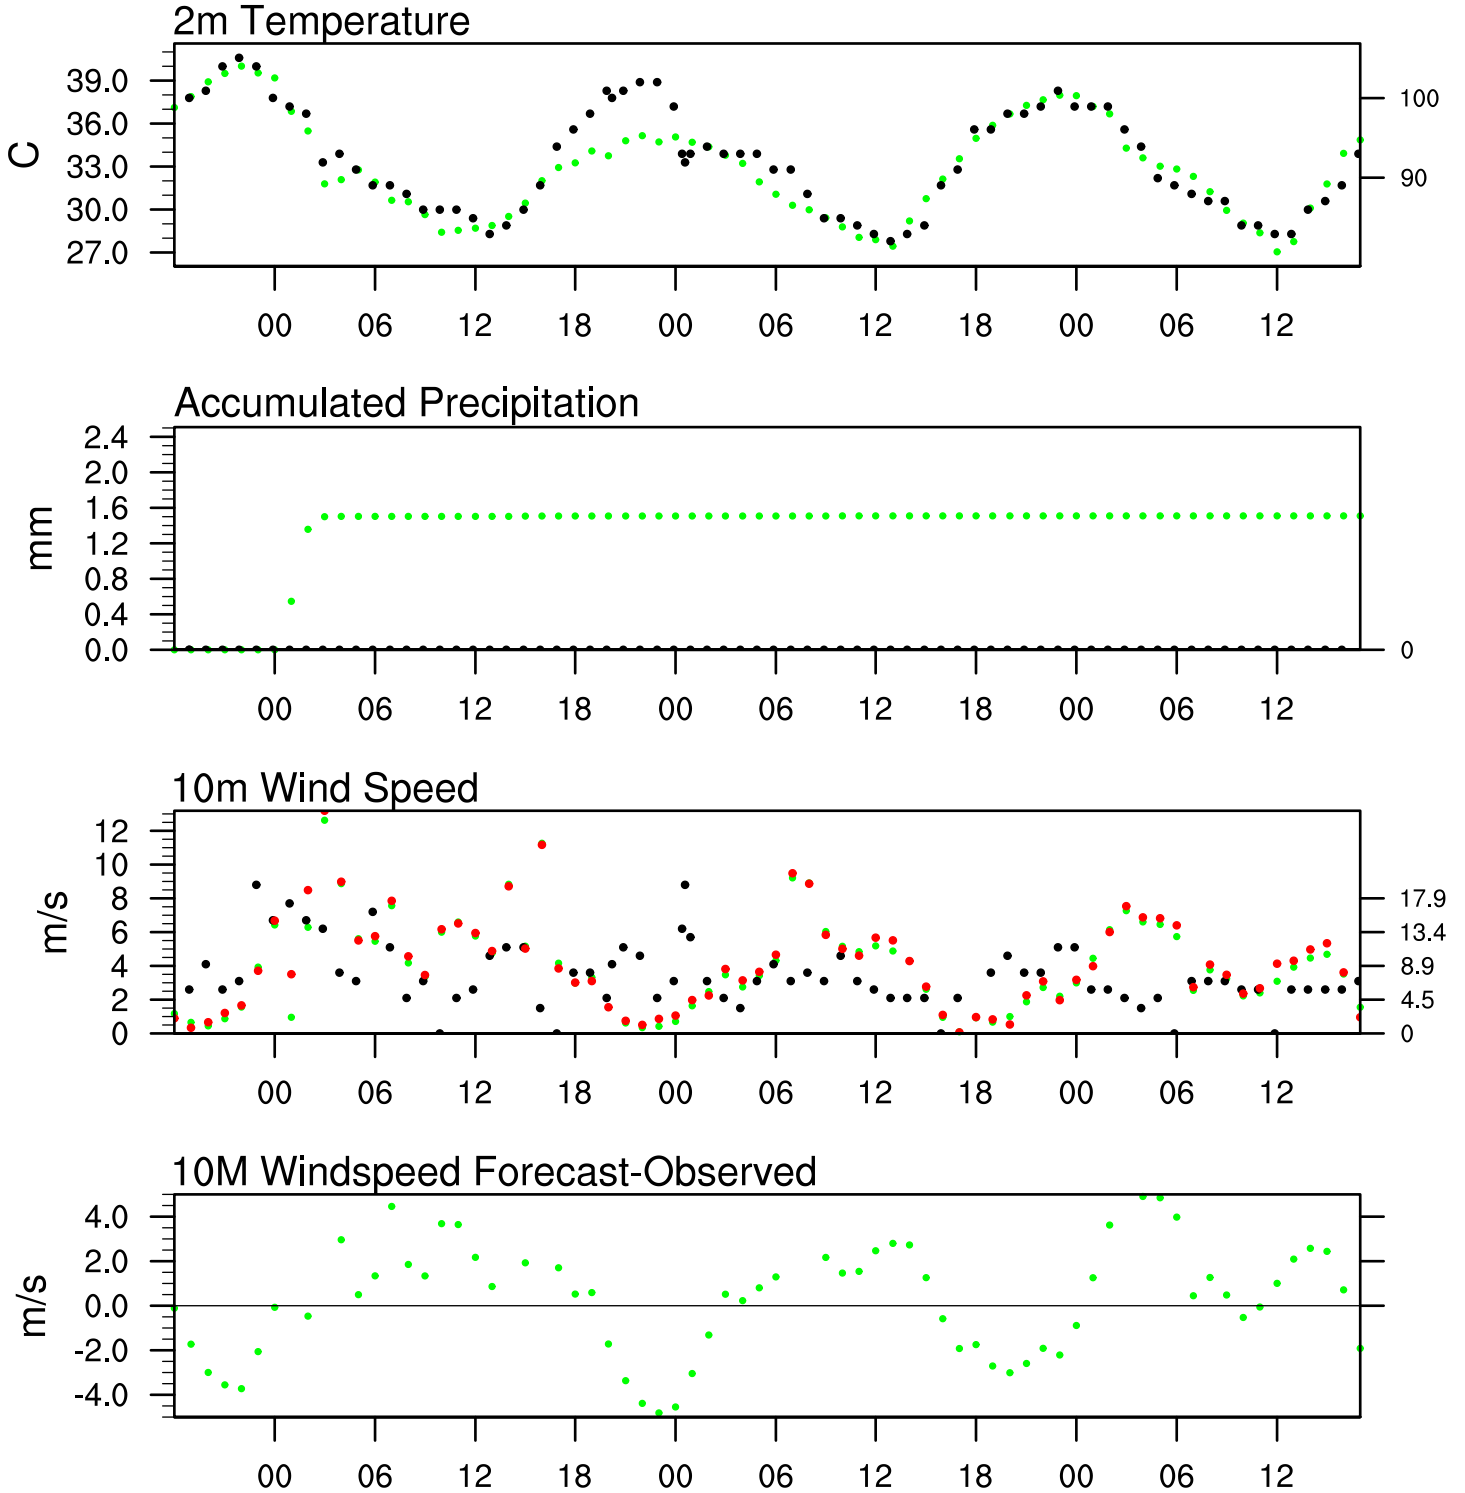 2m Temperature
39.0
36.0
33.0
30.0
27.0
C
100
90
00 06 12 18 00 06 12 18 00 06 12
Accumulated Precipitation
2.4
2.0
1.6
1.2
0.8
0.4
0.0
mm
0
00 06 12 18 00 06 12 18 00 06 12
10m Wind Speed
12
10
8
6
4
2
0
m/s
17.9
13.4
8.9
4.5
0
00 06 12 18 00 06 12 18 00 06 12
10M Windspeed Forecast-Observed
4.0
2.0
0.0
-2.0
-4.0
m/s
00 06 12 18 00 06 12 18 00 06 12